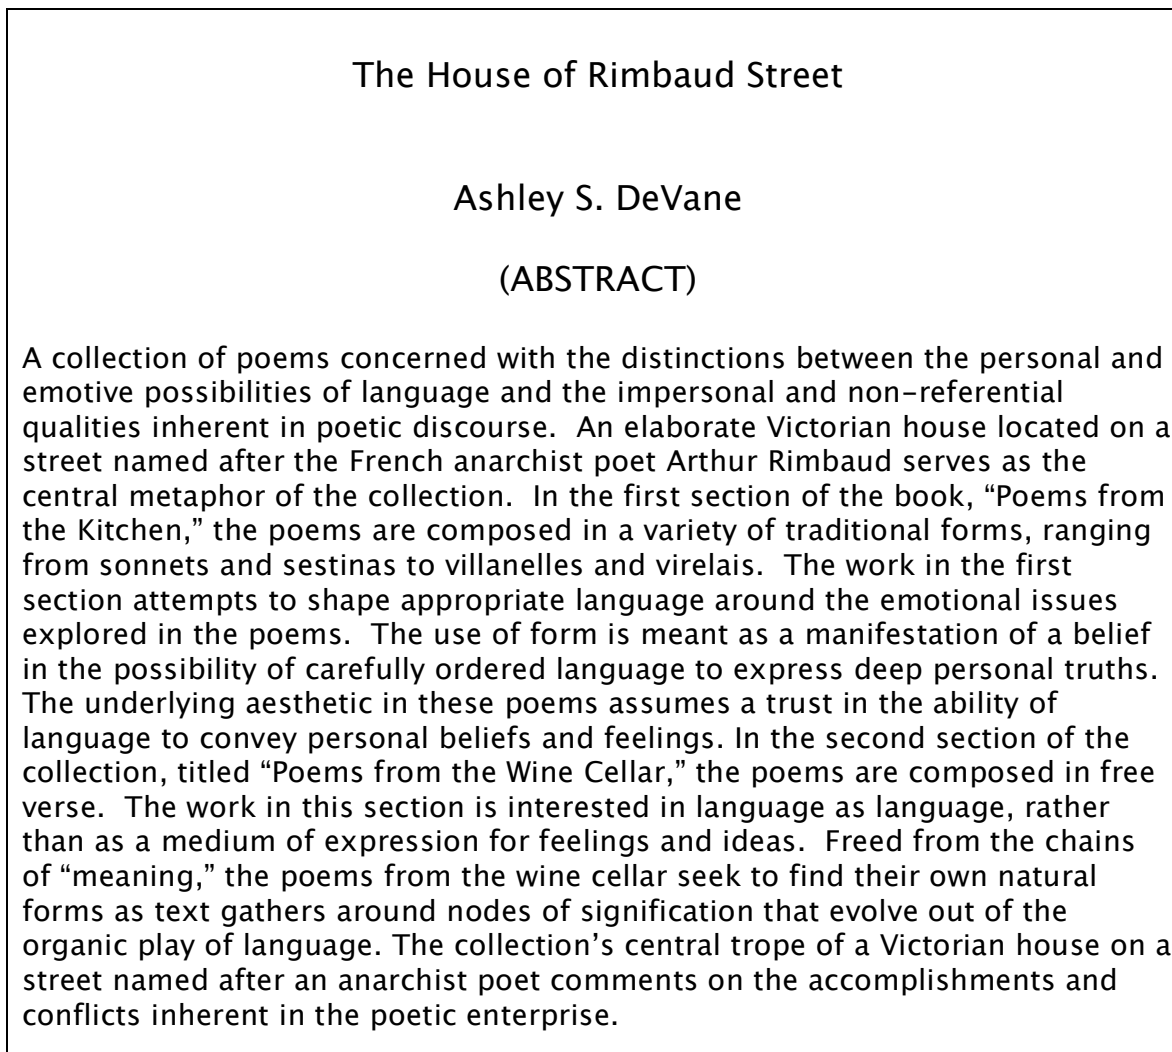 The House of Rimbaud Street
Ashley S. DeVane
(ABSTRACT)
A collection of poems concerned with the distinctions between the personal and
emotive possibilities of language and the impersonal and non-referential
qualities inherent in poetic discourse.  An elaborate Victorian house located on a
street named after the French anarchist poet Arthur Rimbaud serves as the
central metaphor of the collection.  In the first section of the book, “Poems from
the Kitchen,” the poems are composed in a variety of traditional forms, ranging
from sonnets and sestinas to villanelles and virelais.  The work in the first
section attempts to shape appropriate language around the emotional issues
explored in the poems.  The use of form is meant as a manifestation of a belief
in the possibility of carefully ordered language to express deep personal truths.
The underlying aesthetic in these poems assumes a trust in the ability of
language to convey personal beliefs and feelings. In the second section of the
collection, titled “Poems from the Wine Cellar,” the poems are composed in free
verse.  The work in this section is interested in language as language, rather
than as a medium of expression for feelings and ideas.  Freed from the chains
of “meaning,” the poems from the wine cellar seek to find their own natural
forms as text gathers around nodes of signification that evolve out of the
organic play of language. The collection’s central trope of a Victorian house on a
street named after an anarchist poet comments on the accomplishments and
conflicts inherent in the poetic enterprise.